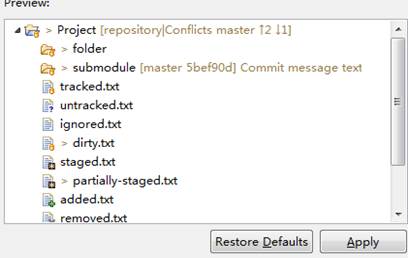 Preview:
> Project [repository|Conflicts master ↑2 ↓1]
> folder
> submodule [master 5bef90d] Commit message text
tracked.txt
untracked.txt
ignored.txt
> dirty.txt
staged.txt
> partially-staged.txt
added.txt
removed.txt
Restore Defaults Apply